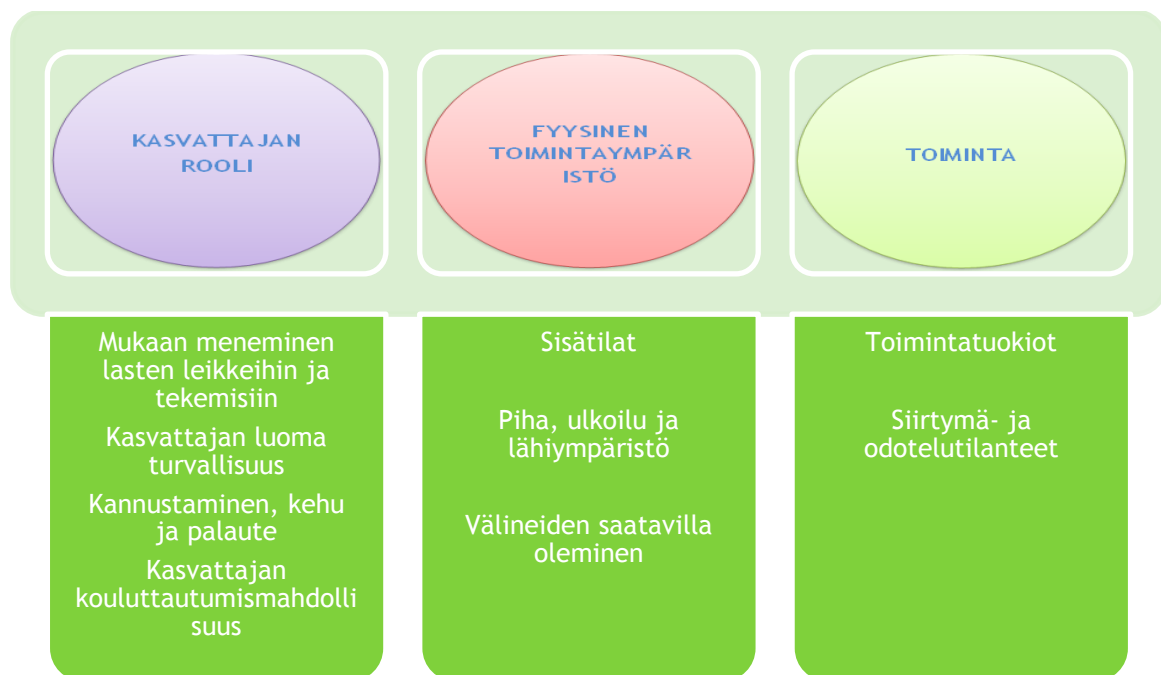 KASVATTAJAN
ROOLI
FYYSINEN
TOIMINTAYMPÄR
ISTÖ
TOIMINTA
Mukaan meneminen
lasten leikkeihin ja
tekemisiin
Kasvattajan luoma
turvallisuus
Kannustaminen, kehu
ja palaute
Kasvattajan
kouluttautumismahdolli
suus
Sisätilat
Piha, ulkoilu ja
lähiympäristö
Välineiden saatavilla
oleminen
Toimintatuokiot
Siirtymä- ja
odotelutilanteet